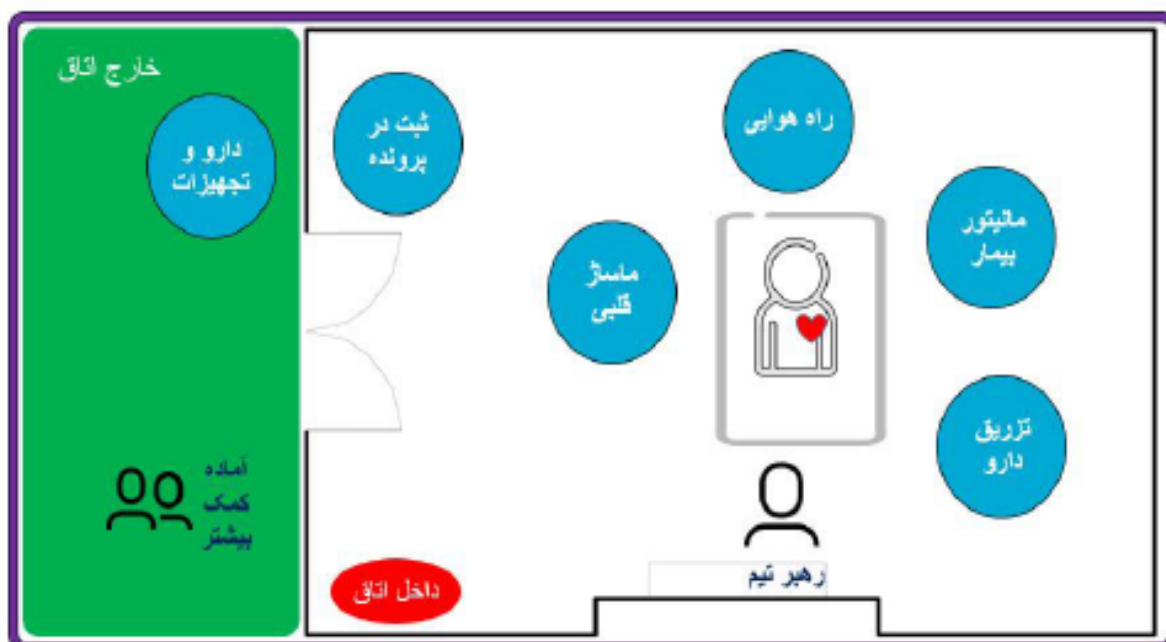 خارج اتاق
دارو و
تجهیزات
ثبت در
پرونده
راه هوایی
مانیتور
بیمار
ماساژ
قلبی
تزریق
دارو
آماده
کمک
بیشتر
رهبر تیم
داخل اتاق